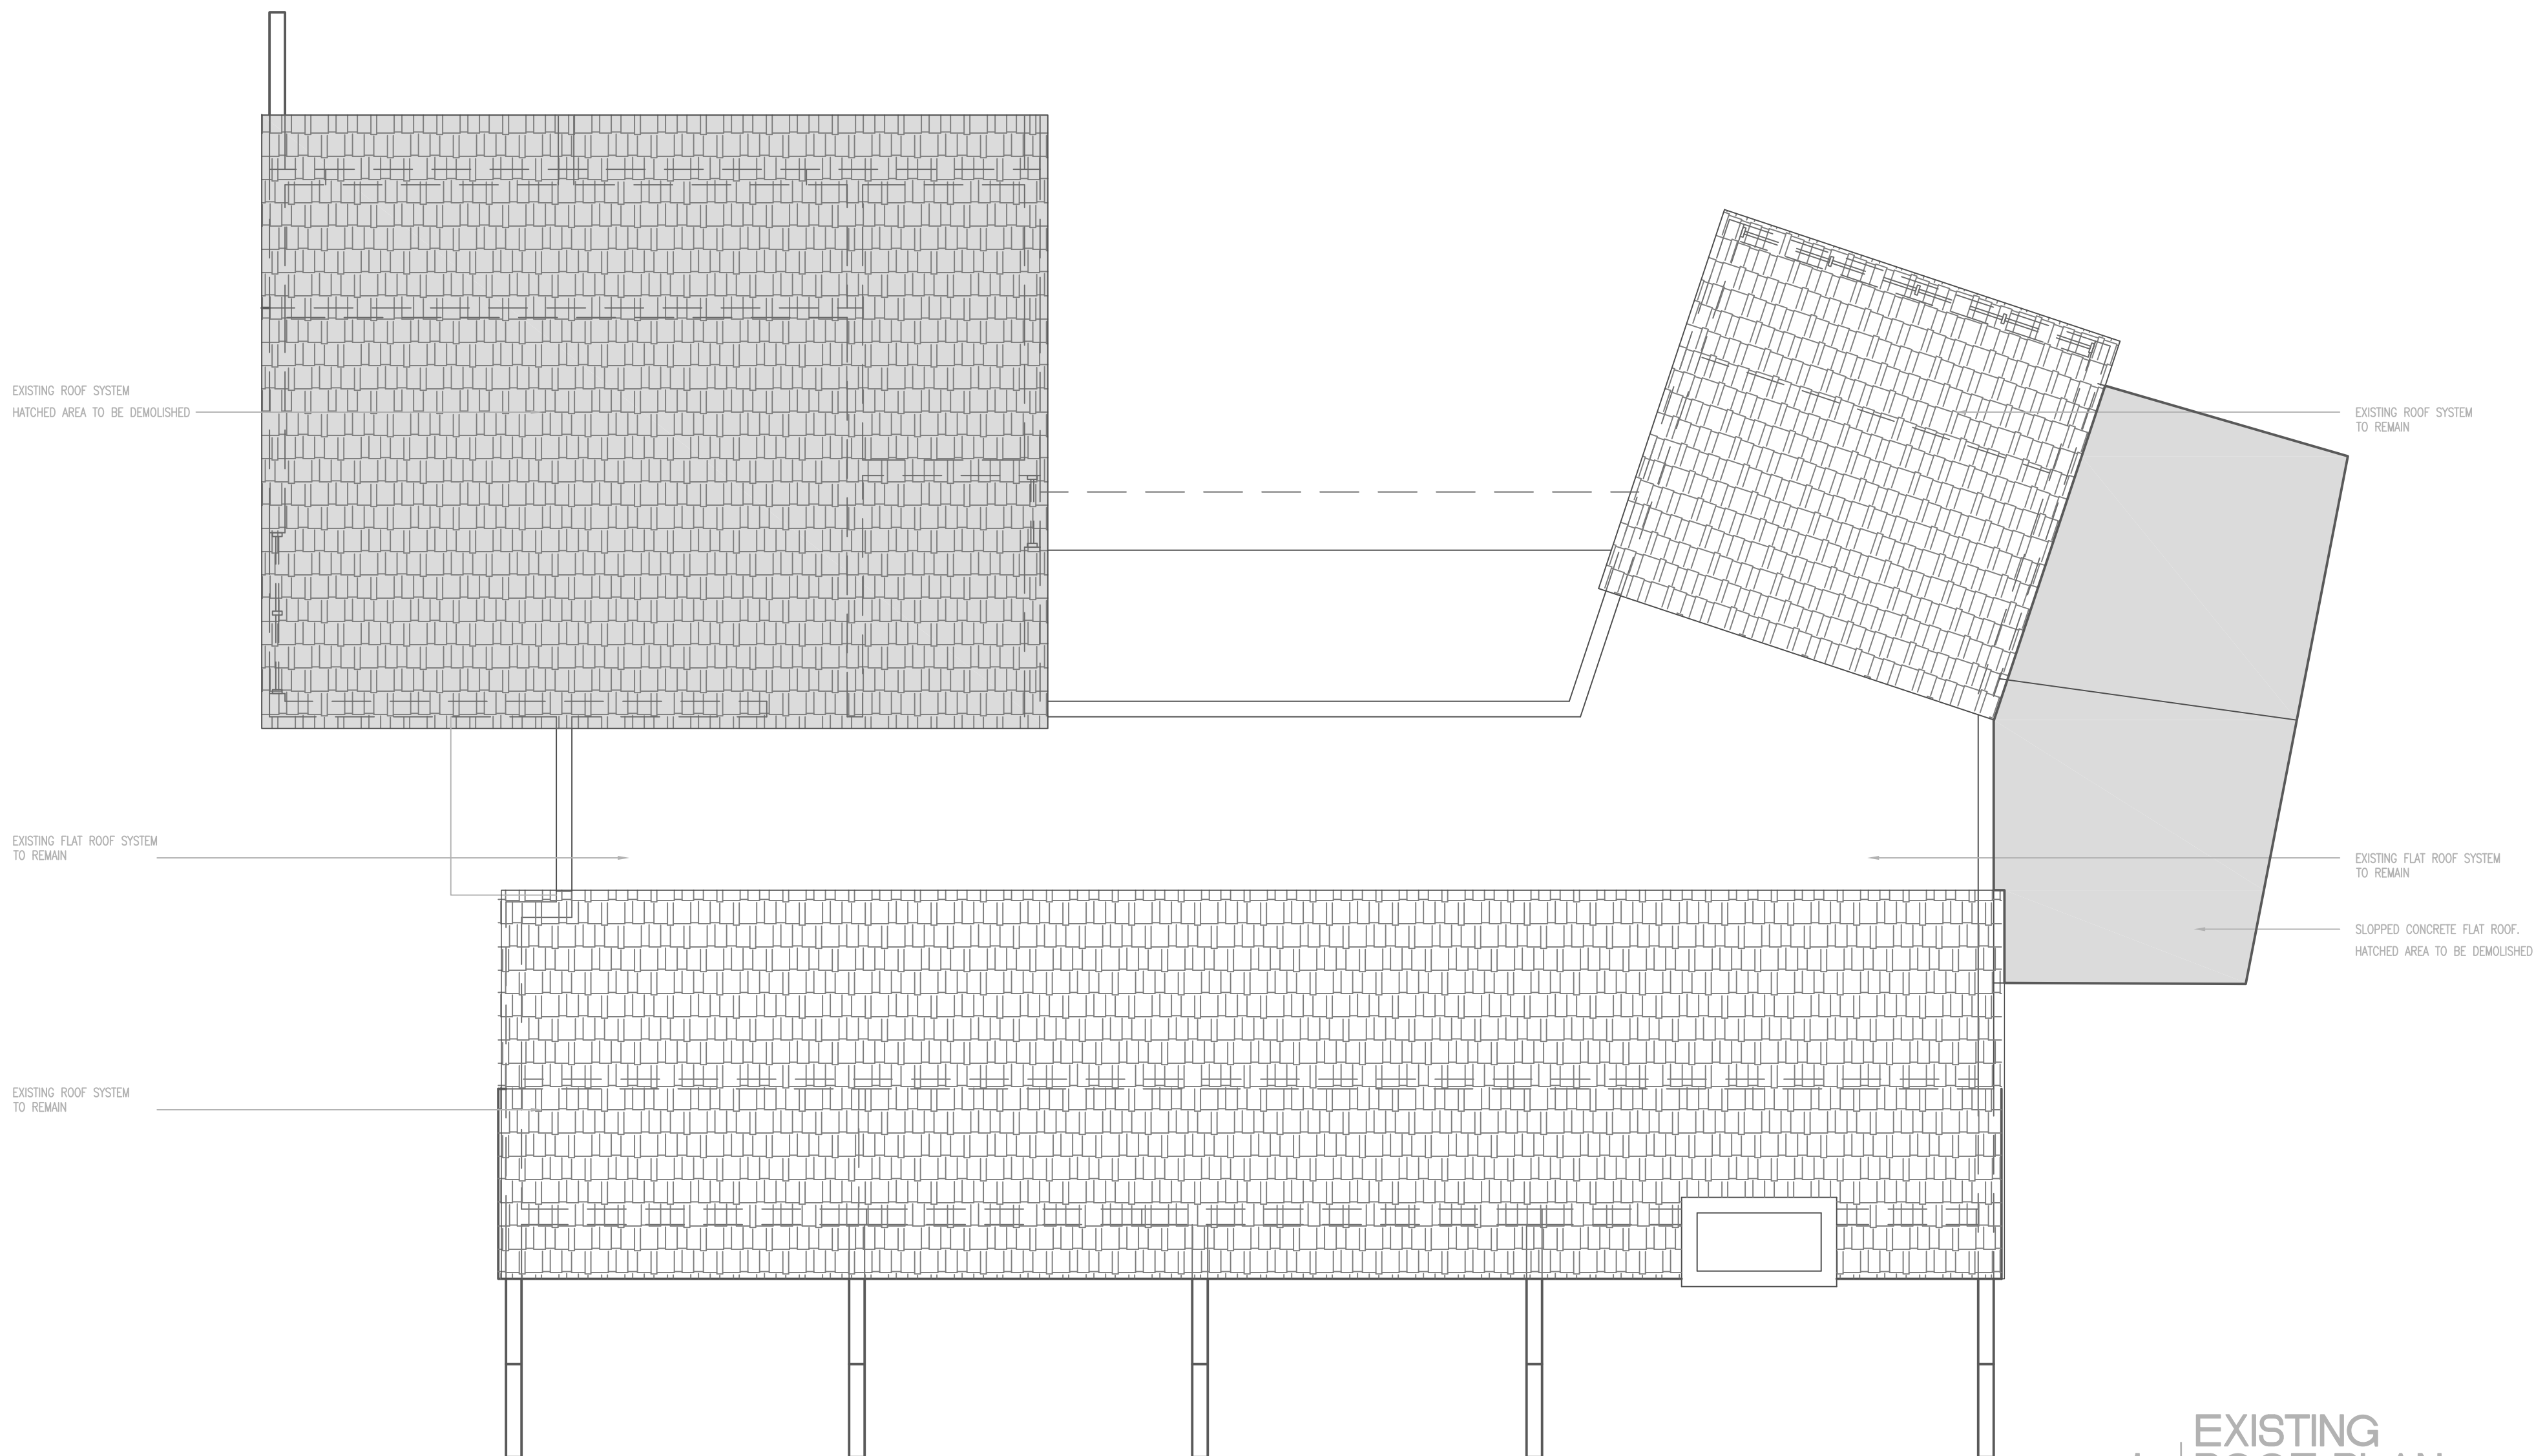 EXISTING ROOF SYSTEM
HATCHED AREA TO BE DEMOLISHED
EXISTING ROOF SYSTEM
TO REMAIN
EXISTING FLAT ROOF SYSTEM
TO REMAIN
EXISTING FLAT ROOF SYSTEM
TO REMAIN
SLOPPED CONCRETE FLAT ROOF.
HATCHED AREA TO BE DEMOLISHED
EXISTING ROOF SYSTEM
TO REMAIN
EXISTING
ROOF PLAN